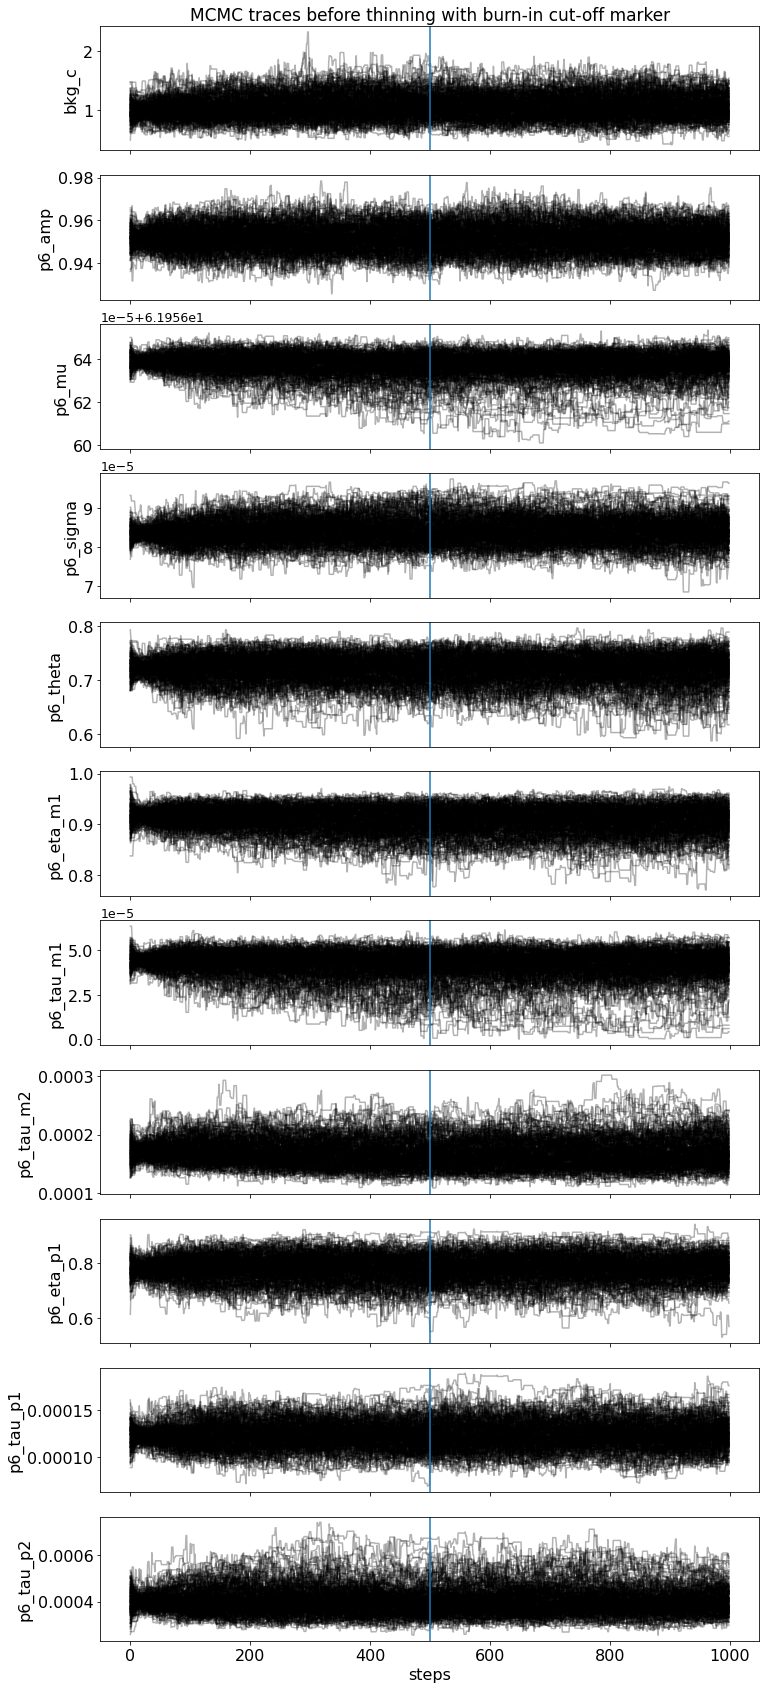 MCMC traces before thinning with burn-in cut-off marker
2
1
bkg_c
0.98
0.96
0.94
p6_amp
1e−5+6.1956e1
64
62
60
p6_mu
1e−5
9
8
7
p6_sigma
0.8
0.7
0.6
p6_theta
1.0
0.9
0.8
p6_eta_m1
1e−5
5.0
2.5
0.0
p6_tau_m1
0.0003
0.0002
0.0001
p6_tau_m2
0.8
0.6
p6_eta_p1
0.00015
0.00010
p6_tau_p1
0.0006
0.0004
p6_tau_p2
0 200 400 600 800 1000
steps